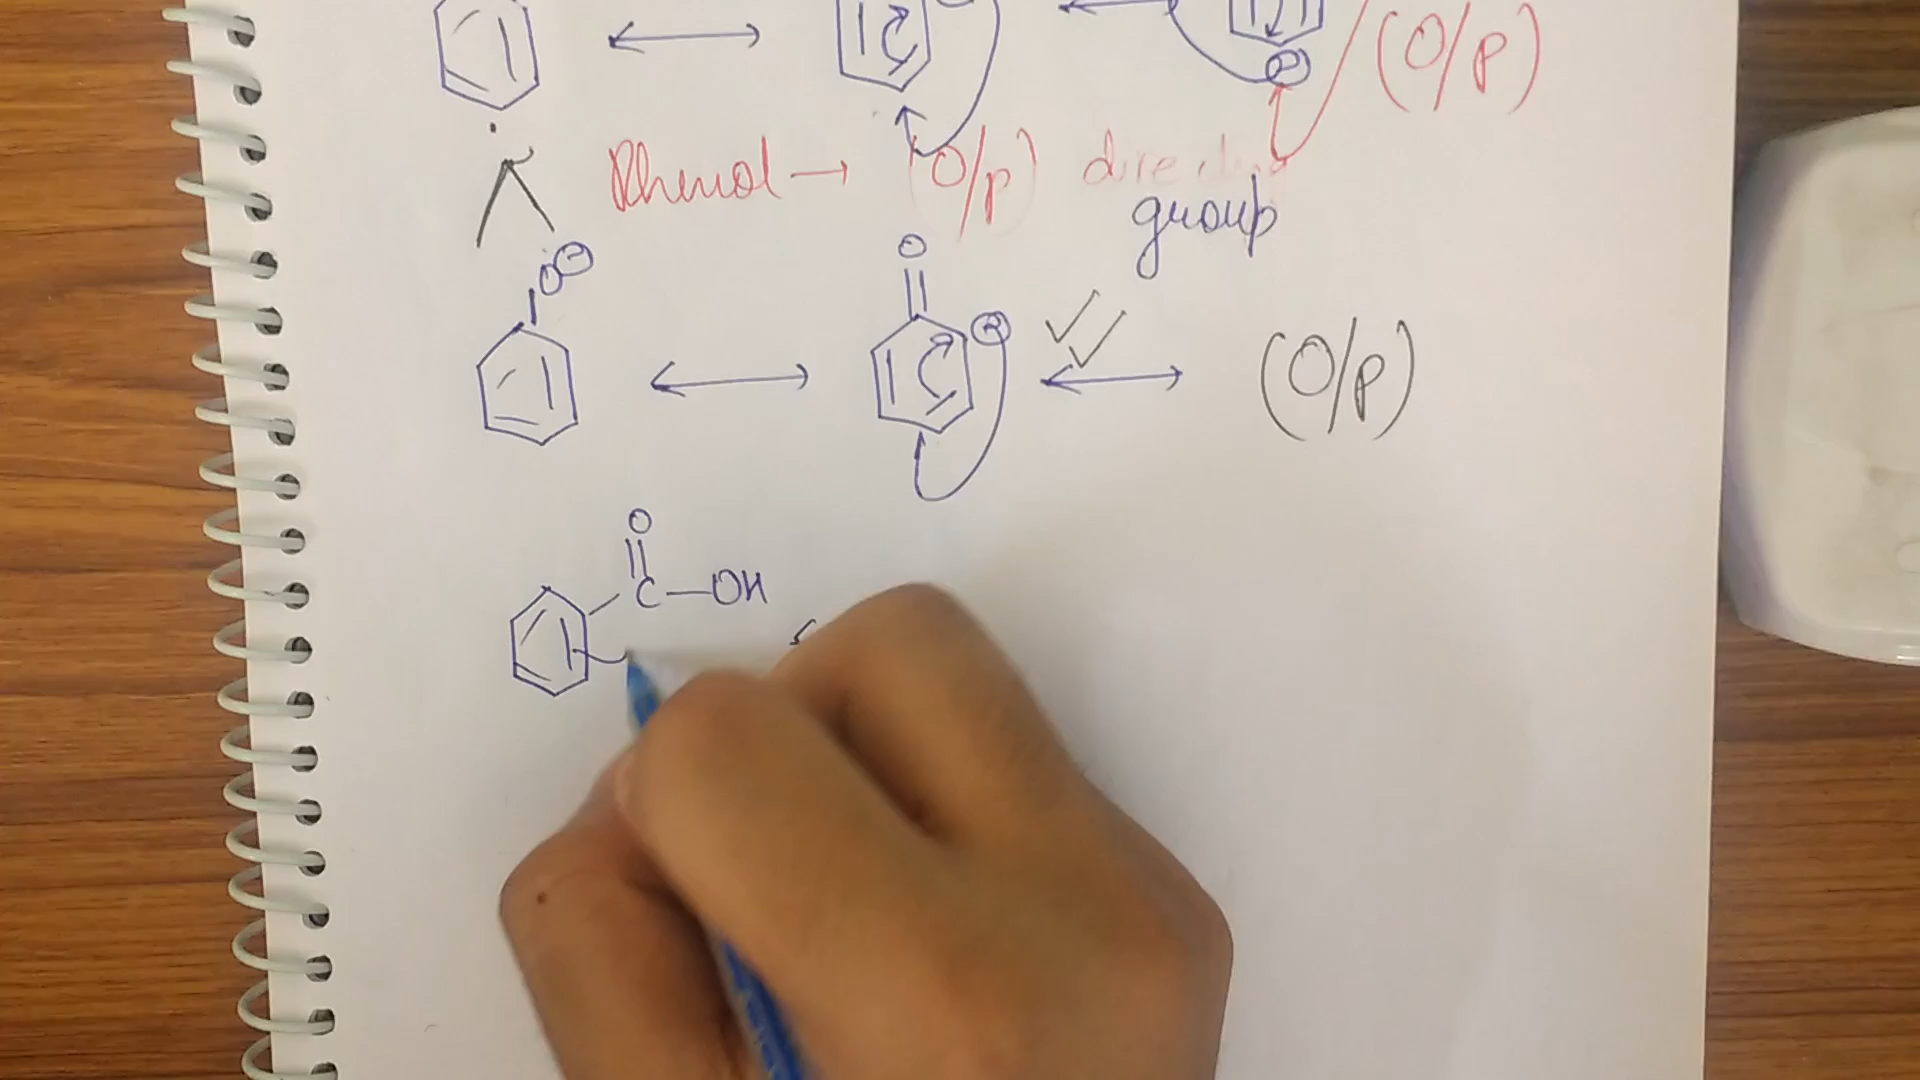 (O/p)
Phenol → (O/p) directing
group
O⊖
O
⊖
(O/p)
O
C—OH